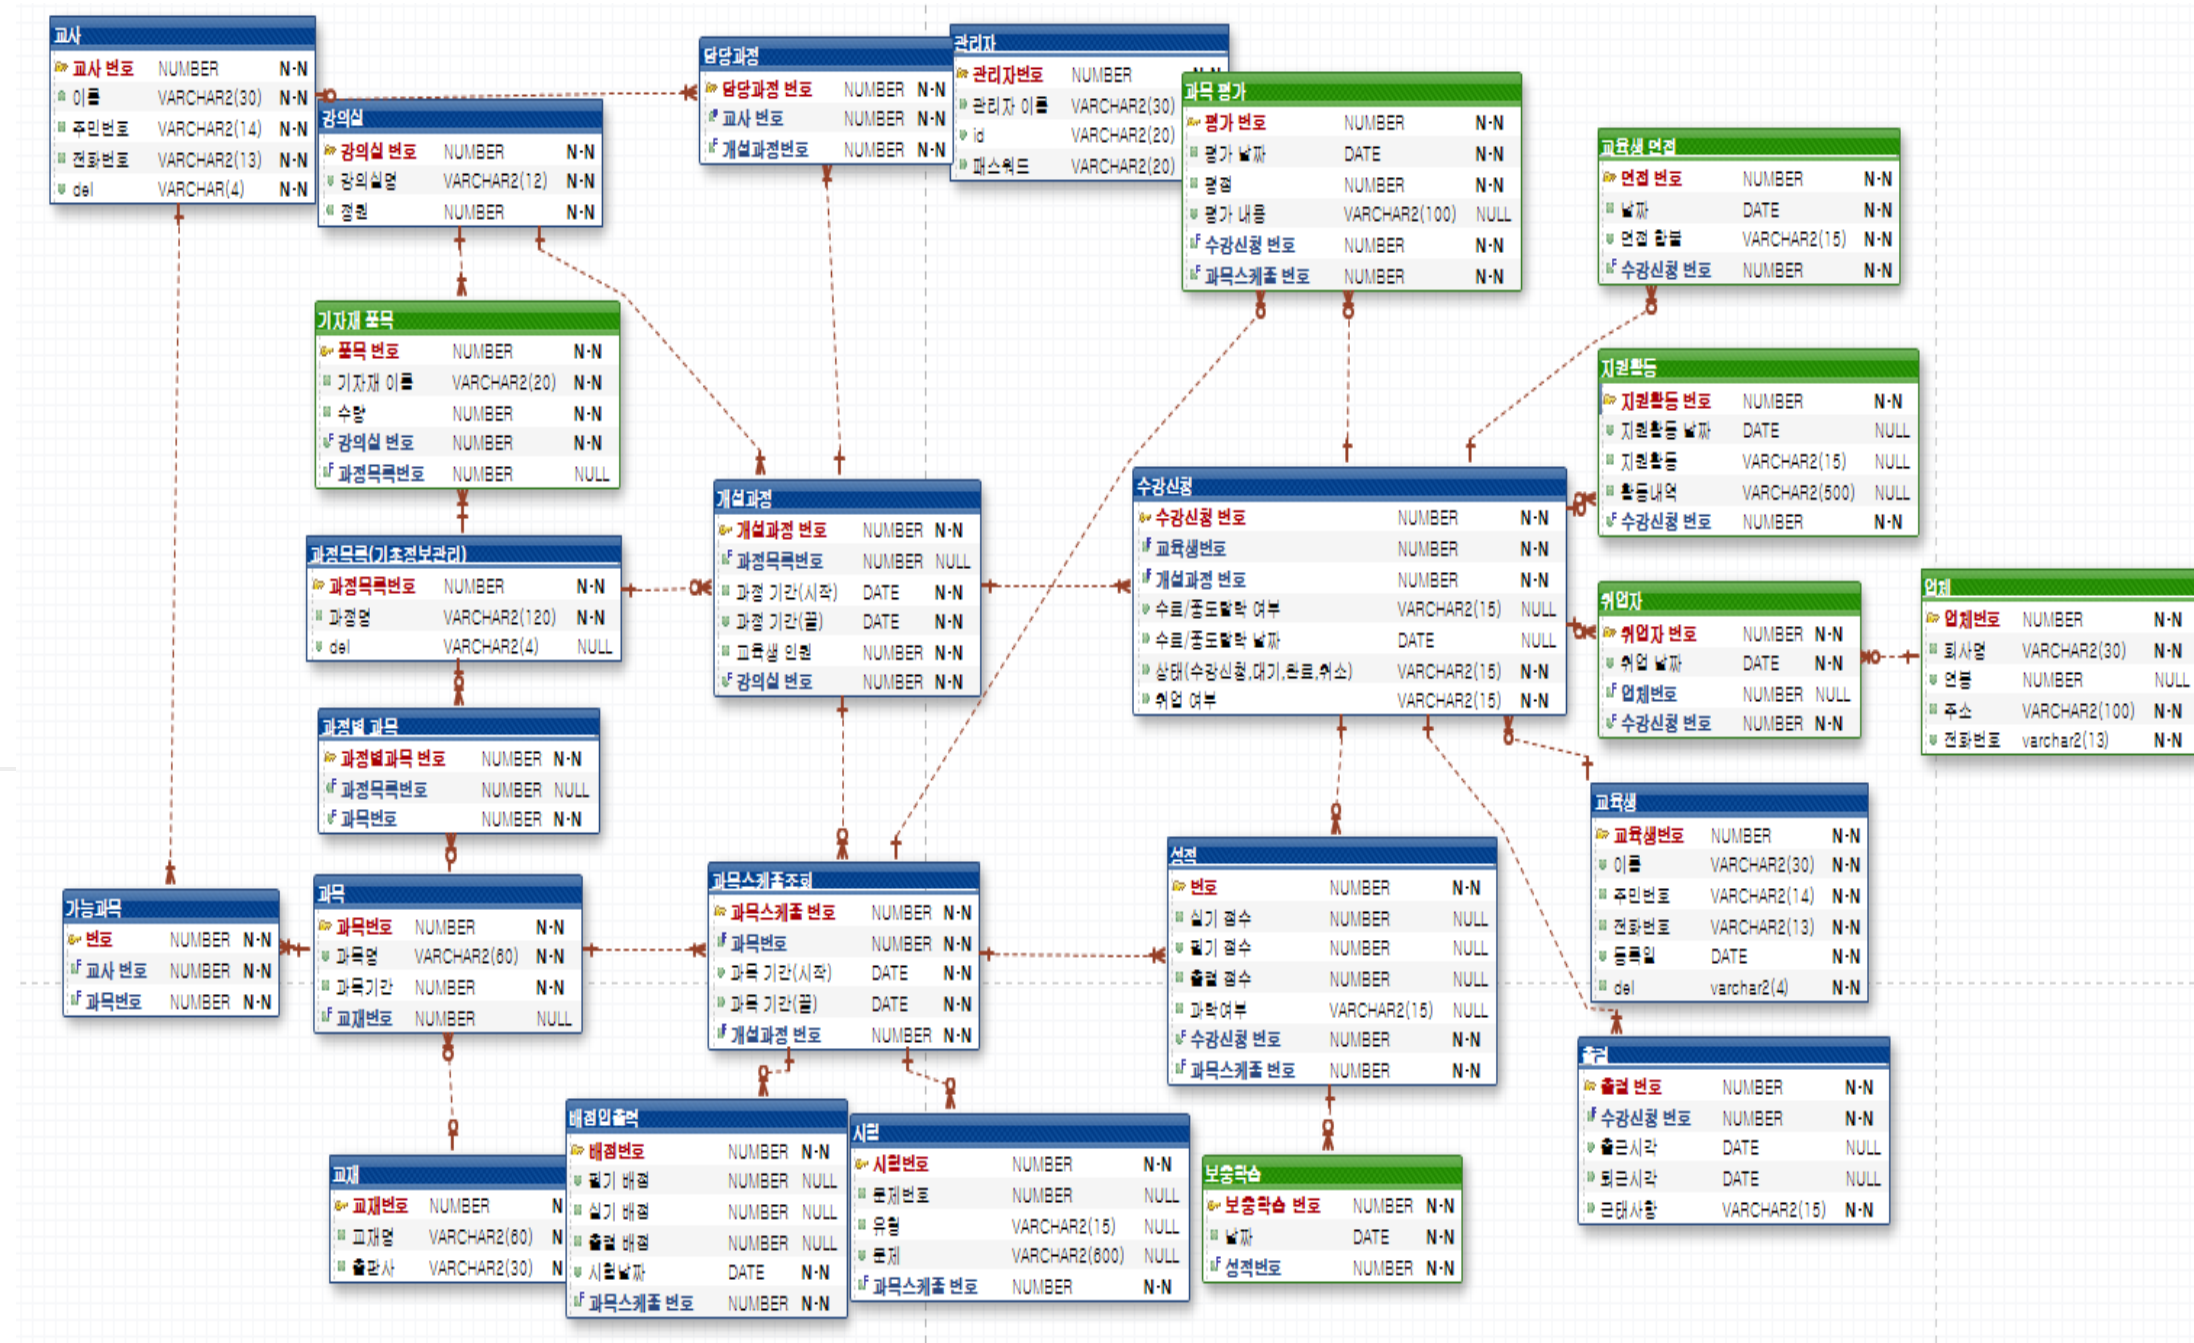 교사
교사 번호 NUMBER N-N
이름 VARCHAR2(30) N-N
주민번호 VARCHAR2(14) N-N
전화번호 VARCHAR2(13) N-N
del VARCHAR(4) N-N
강의실
강의실 번호 NUMBER N-N
강의실명 VARCHAR2(12) N-N
정원 NUMBER N-N
담당과정
담당과정 번호 NUMBER N-N
교사 번호 NUMBER N-N
개설과정번호 NUMBER N-N
관리자
관리자번호 NUMBER
관리자 이름 VARCHAR2(30)
id VARCHAR2(20)
패스워드 VARCHAR2(20)
과목 평가
평가 번호 NUMBER N-N
평가 날짜 DATE N-N
평점 NUMBER N-N
평가 내용 VARCHAR2(100) NULL
수강신청 번호 NUMBER N-N
과목스케줄 번호 NUMBER N-N
교육생 면접
면접 번호 NUMBER N-N
날짜 DATE N-N
면접 합불 VARCHAR2(15) N-N
수강신청 번호 NUMBER N-N
기자재 품목
품목 번호 NUMBER N-N
기자재 이름 VARCHAR2(20) N-N
수량 NUMBER N-N
강의실 번호 NUMBER N-N
과정목록번호 NUMBER NULL
지원활동
지원활동 번호 NUMBER N-N
지원활동 날짜 DATE NULL
지원활동 VARCHAR2(15) NULL
활동내역 VARCHAR2(500) NULL
수강신청 번호 NUMBER N-N
개설과정
개설과정 번호 NUMBER N-N
과정목록번호 NUMBER NULL
과정 기간(시작) DATE N-N
과정 기간(끝) DATE N-N
교육생 인원 NUMBER N-N
강의실 번호 NUMBER N-N
수강신청
수강신청 번호 NUMBER N-N
교육생번호 NUMBER N-N
개설과정 번호 NUMBER N-N
수료/중도탈락 여부 VARCHAR2(15) NULL
수료/중도탈락 날짜 DATE NULL
상태(수강신청,대기,완료,취소) VARCHAR2(15) N-N
취업 여부 VARCHAR2(15) N-N
과정목록(기초정보관리)
과정목록번호 NUMBER N-N
과정명 VARCHAR2(120) N-N
del VARCHAR2(4) NULL
취업자
취업자 번호 NUMBER N-N
취업 날짜 DATE N-N
업체번호 NUMBER NULL
수강신청 번호 NUMBER N-N
업체
업체번호 NUMBER N-N
회사명 VARCHAR2(30) N-N
연봉 NUMBER NULL
주소 VARCHAR2(100) N-N
전화번호 varchar2(13) N-N
과정별 과목
과정별과목 번호 NUMBER N-N
과정목록번호 NUMBER NULL
과목번호 NUMBER N-N
교육생
교육생번호 NUMBER N-N
이름 VARCHAR2(30) N-N
주민번호 VARCHAR2(14) N-N
전화번호 VARCHAR2(13) N-N
등록일 DATE N-N
del varchar2(4) N-N
가능과목
번호 NUMBER N-N
교사 번호 NUMBER N-N
과목번호 NUMBER N-N
과목
과목번호 NUMBER N-N
과목명 VARCHAR2(60) N-N
과목기간 NUMBER N-N
교재번호 NUMBER NULL
과목스케줄조회
과목스케줄 번호 NUMBER N-N
과목번호 NUMBER N-N
과목 기간(시작) DATE N-N
과목 기간(끝) DATE N-N
개설과정 번호 NUMBER N-N
성적
번호 NUMBER N-N
실기 점수 NUMBER NULL
필기 점수 NUMBER NULL
출결 점수 NUMBER NULL
과락여부 VARCHAR2(15) NULL
수강신청 번호 NUMBER N-N
과목스케줄 번호 NUMBER N-N
출결
출결 번호 NUMBER N-N
수강신청 번호 NUMBER N-N
출근시각 DATE NULL
퇴근시각 DATE NULL
근태사항 VARCHAR2(15) N-N
교재
교재번호 NUMBER N
교재명 VARCHAR2(60) N
출판사 VARCHAR2(30) N
배점입출력
배점번호 NUMBER N-N
필기 배점 NUMBER NULL
실기 배점 NUMBER NULL
출결 배점 NUMBER NULL
시험날짜 DATE N-N
과목스케줄 번호 NUMBER N-N
시험
시험번호 NUMBER N-N
문제번호 NUMBER NULL
유형 VARCHAR2(15) NULL
문제 VARCHAR2(600) NULL
과목스케줄 번호 NUMBER N-N
보충학습
보충학습 번호 NUMBER N-N
날짜 DATE N-N
성적번호 NUMBER N-N